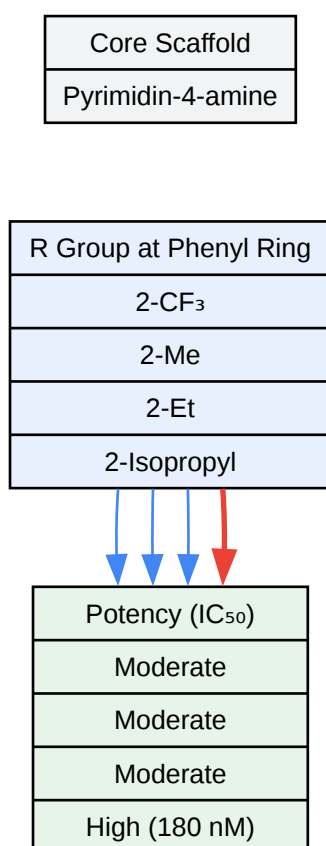 Core Scaffold
Pyrimidin-4-amine
R Group at Phenyl Ring
2-CF₃
2-Me
2-Et
2-Isopropyl
Potency (IC₅₀)
Moderate
Moderate
Moderate
High (180 nM)